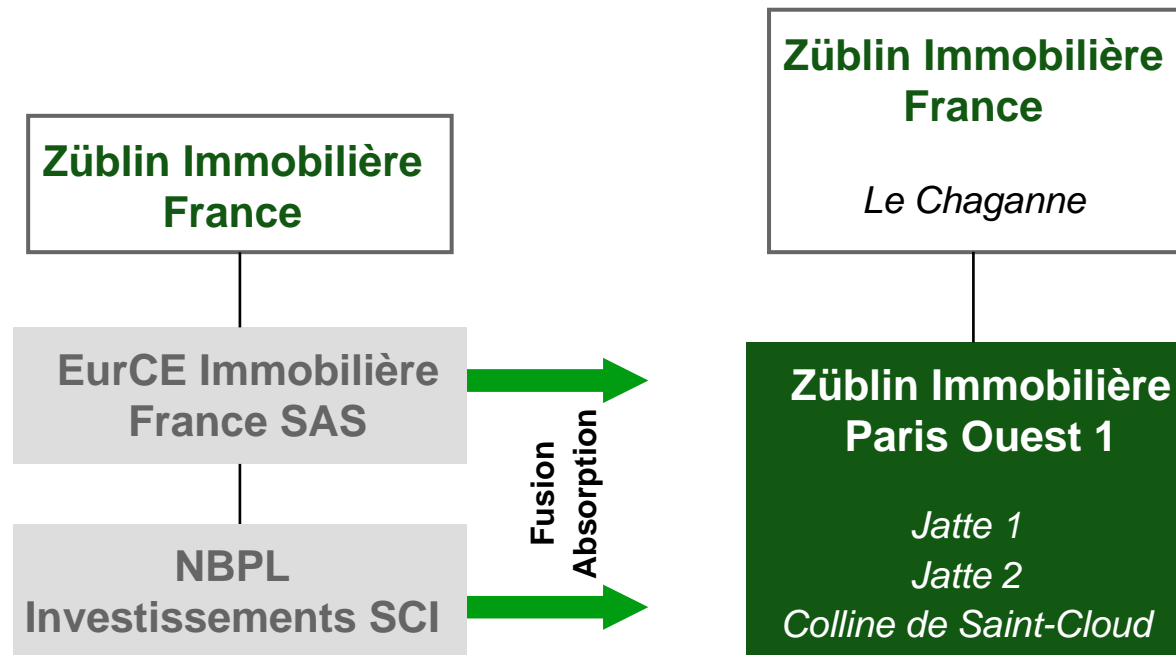 Züblin Immobilière
France
EurCE Immobilière
France SAS
NBPL
Investissements SCI
Fusion
Absorption
Züblin Immobilière
France
Le Chaganne
Züblin Immobilière
Paris Ouest 1
Jatte 1
Jatte 2
Colline de Saint-Cloud